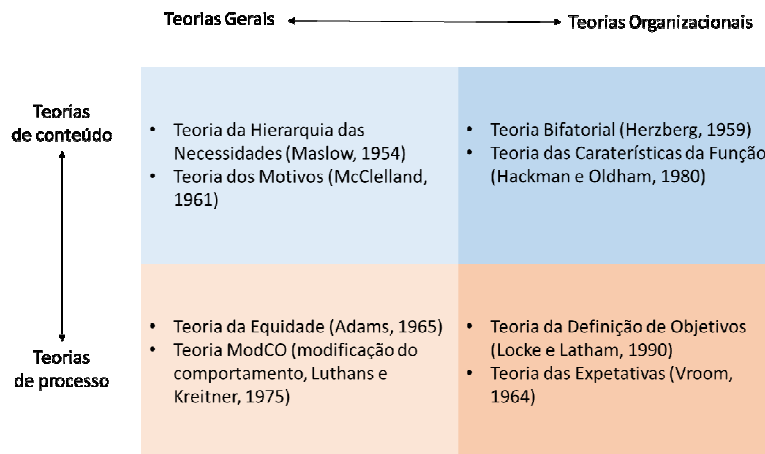 Teorias Gerais
Teorias Organizacionais
Teorias
de conteúdo
• Teoria da Hierarquia das
Necessidades (Maslow, 1954)
• Teoria dos Motivos (McClelland,
1961)
• Teoria Bifatorial (Herzberg, 1959)
• Teoria das Caraterísticas da Função
(Hackman e Oldham, 1980)
Teorias
de processo
• Teoria da Equidade (Adams, 1965)
• Teoria ModCO (modificação do
comportamento, Luthans e
Kreitner, 1975)
• Teoria da Definição de Objetivos
(Locke e Latham, 1990)
• Teoria das Expetativas (Vroom,
1964)